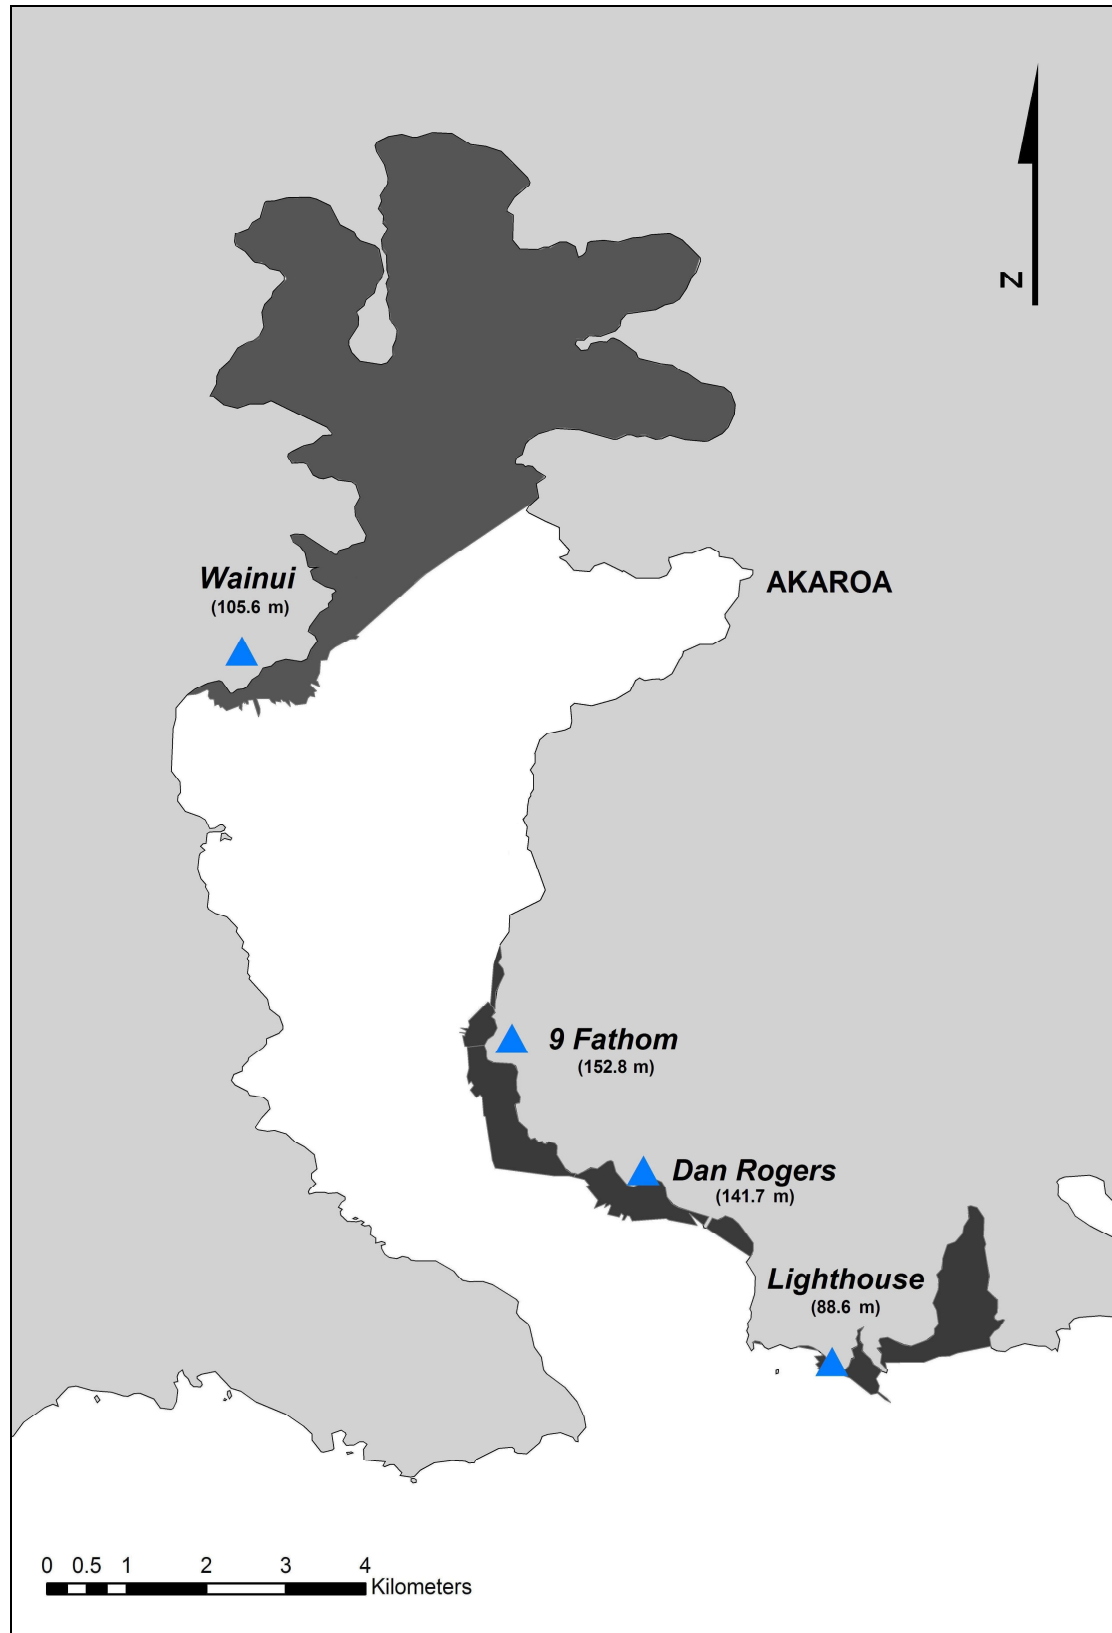 N
Wainui
(105.6 m)
AKAROA
9 Fathom
(152.8 m)
Dan Rogers
(141.7 m)
Lighthouse
(88.6 m)
0 0.5 1 2 3 4
Kilometers